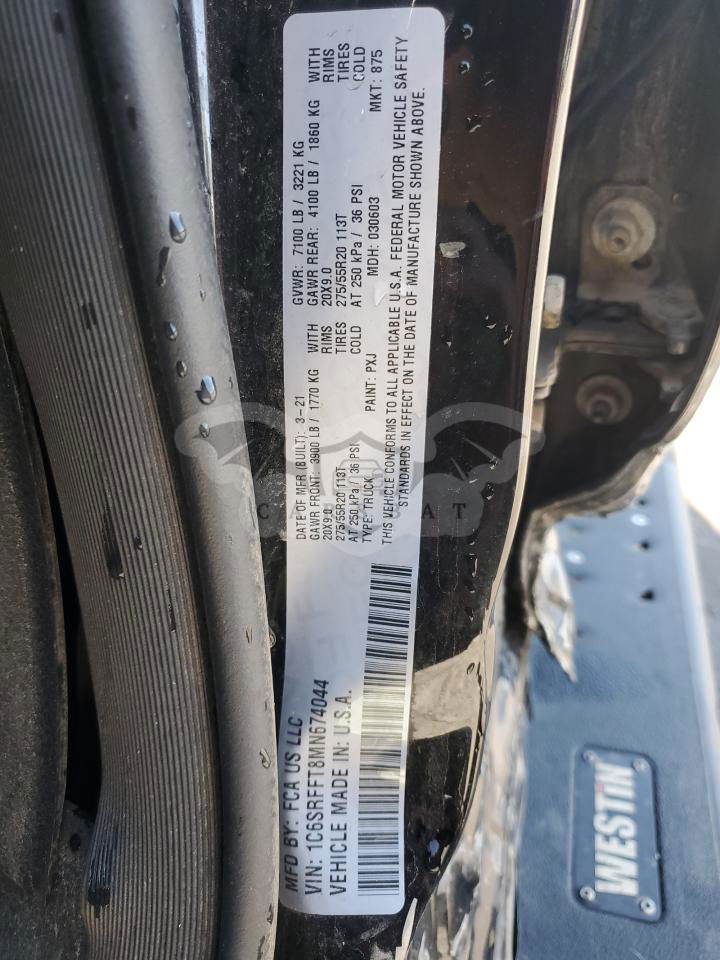 MFD BY: FCA US LLC
DATE OF MFR (BUILT): 3-21
GVWR: 7100 LB / 3221 KG
VIN: 1C6SRFFT8MN674044
GAWR FRONT: 3900 LB / 1770 KG WITH
GAWR REAR: 4100 LB / 1860 KG WITH
20X9.0 RIMS
20X9.0 RIMS
VEHICLE MADE IN: U.S.A.
275/55R20 113T TIRES
275/55R20 113T TIRES
AT 250 kPa / 36 PSI COLD
AT 250 kPa / 36 PSI COLD
TYPE: TRUCK PAINT: PXJ MDH: 030603 MKT: 875
THIS VEHICLE CONFORMS TO ALL APPLICABLE U.S.A. FEDERAL MOTOR VEHICLE SAFETY
STANDARDS IN EFFECT ON THE DATE OF MANUFACTURE SHOWN ABOVE.
WESTiN